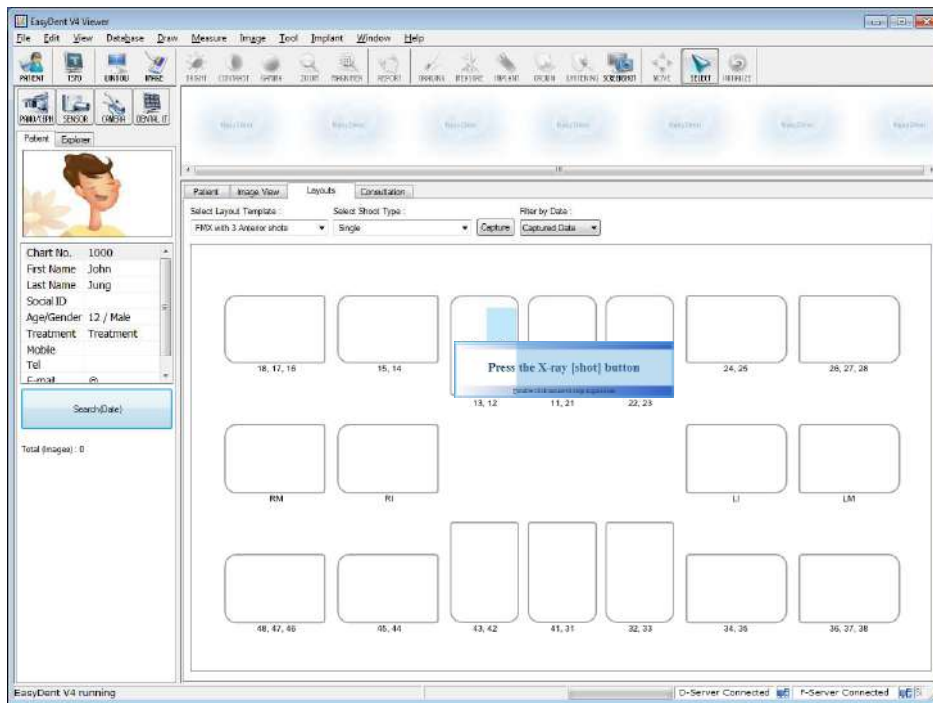 EasyDent V4 Viewer
File Edit View Database Draw Measure Image Tool Implant Window Help
PATIENT IMAGE REPORT IMPLANT SCREENSHOT MOVE SELECT
PANO/CEPH SENSOR CAMERA DENTAL IT
Patient Explorer
Patient Image View Layouts Consultation
Select Layout Template : Select Shoot Type : Filter by Date :
FMX with 3 Anterior shots Single Capture Captured Date
Chart No. 1000
First Name John
Last Name Jung
Social ID
Age/Gender 12 / Male
Treatment Treatment
Mobile
Tel
E-mail @
Search(Date)
Total (Images) : 0
18, 17, 16 15, 14 24, 25 26, 27, 28
Press the X-ray [shot] button
13, 12 11, 21 22, 23
RM RI LI LM
48, 47, 46 45, 44 43, 42 41, 31 32, 33 34, 35 36, 37, 38
EasyDent V4 running D-Server Connected F-Server Connected